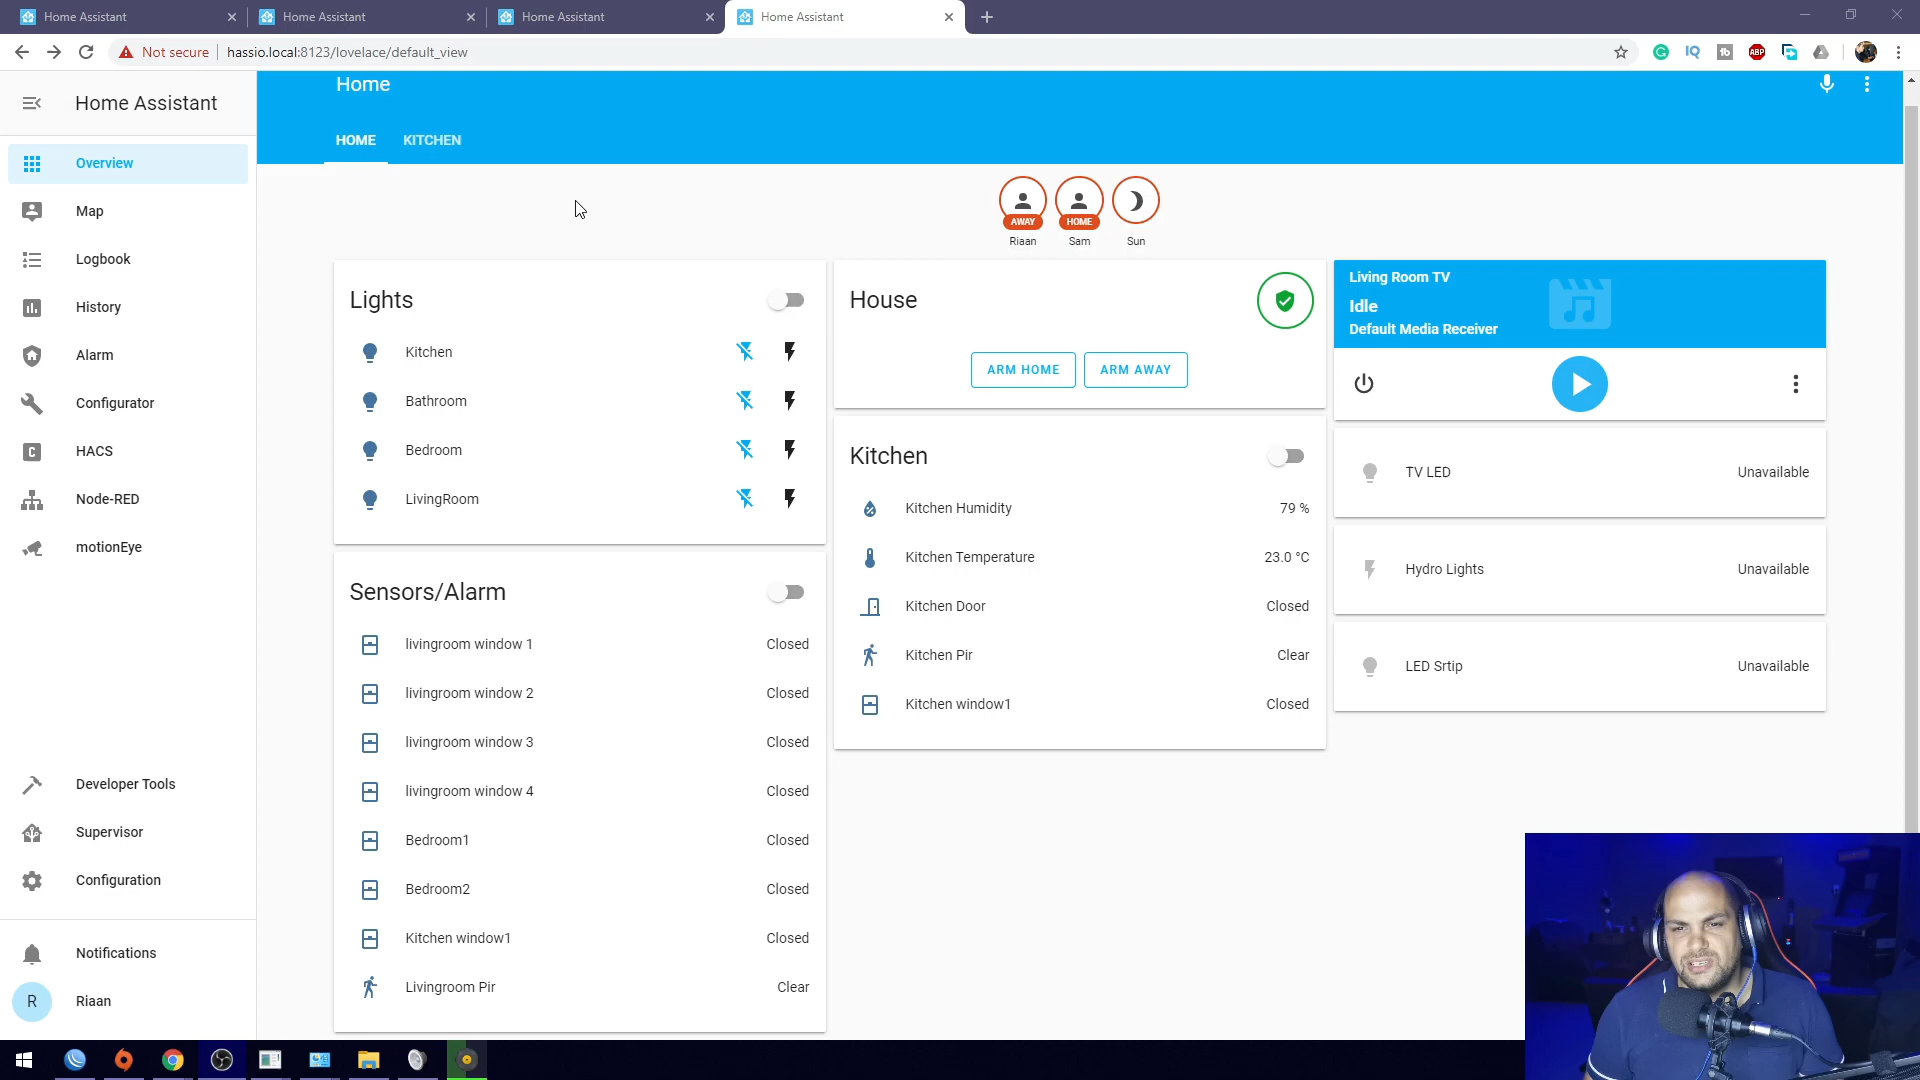 Home Assistant
Home Assistant
Home Assistant
Home Assistant
Not secure
hassio.local:8123/lovelace/default_view
IQ
tb
ABP
Home Assistant
Home
HOME
KITCHEN
Overview
Map
Logbook
History
Alarm
Configurator
C
HACS
Node-RED
motionEye
Developer Tools
Supervisor
Configuration
Notifications
R
Riaan
AWAY
HOME
Riaan
Sam
Sun
Lights
Kitchen
Bathroom
Bedroom
LivingRoom
Sensors/Alarm
livingroom window 1 Closed
livingroom window 2 Closed
livingroom window 3 Closed
livingroom window 4 Closed
Bedroom1 Closed
Bedroom2 Closed
Kitchen window1 Closed
Livingroom Pir Clear
House
ARM HOME
ARM AWAY
Kitchen
Kitchen Humidity 79 %
Kitchen Temperature 23.0 °C
Kitchen Door Closed
Kitchen Pir Clear
Kitchen window1 Closed
Living Room TV
Idle
Default Media Receiver
TV LED Unavailable
Hydro Lights Unavailable
LED Srtip Unavailable